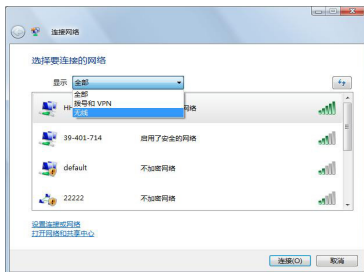 连接网络
选择要连接的网络
显示 全部
全部
拨号和 VPN
无线
网络
39-401-714 启用了安全的网络
default 不加密网络
22222 不加密网络
设置连接或网络
打开网络和共享中心
连接(O) 取消